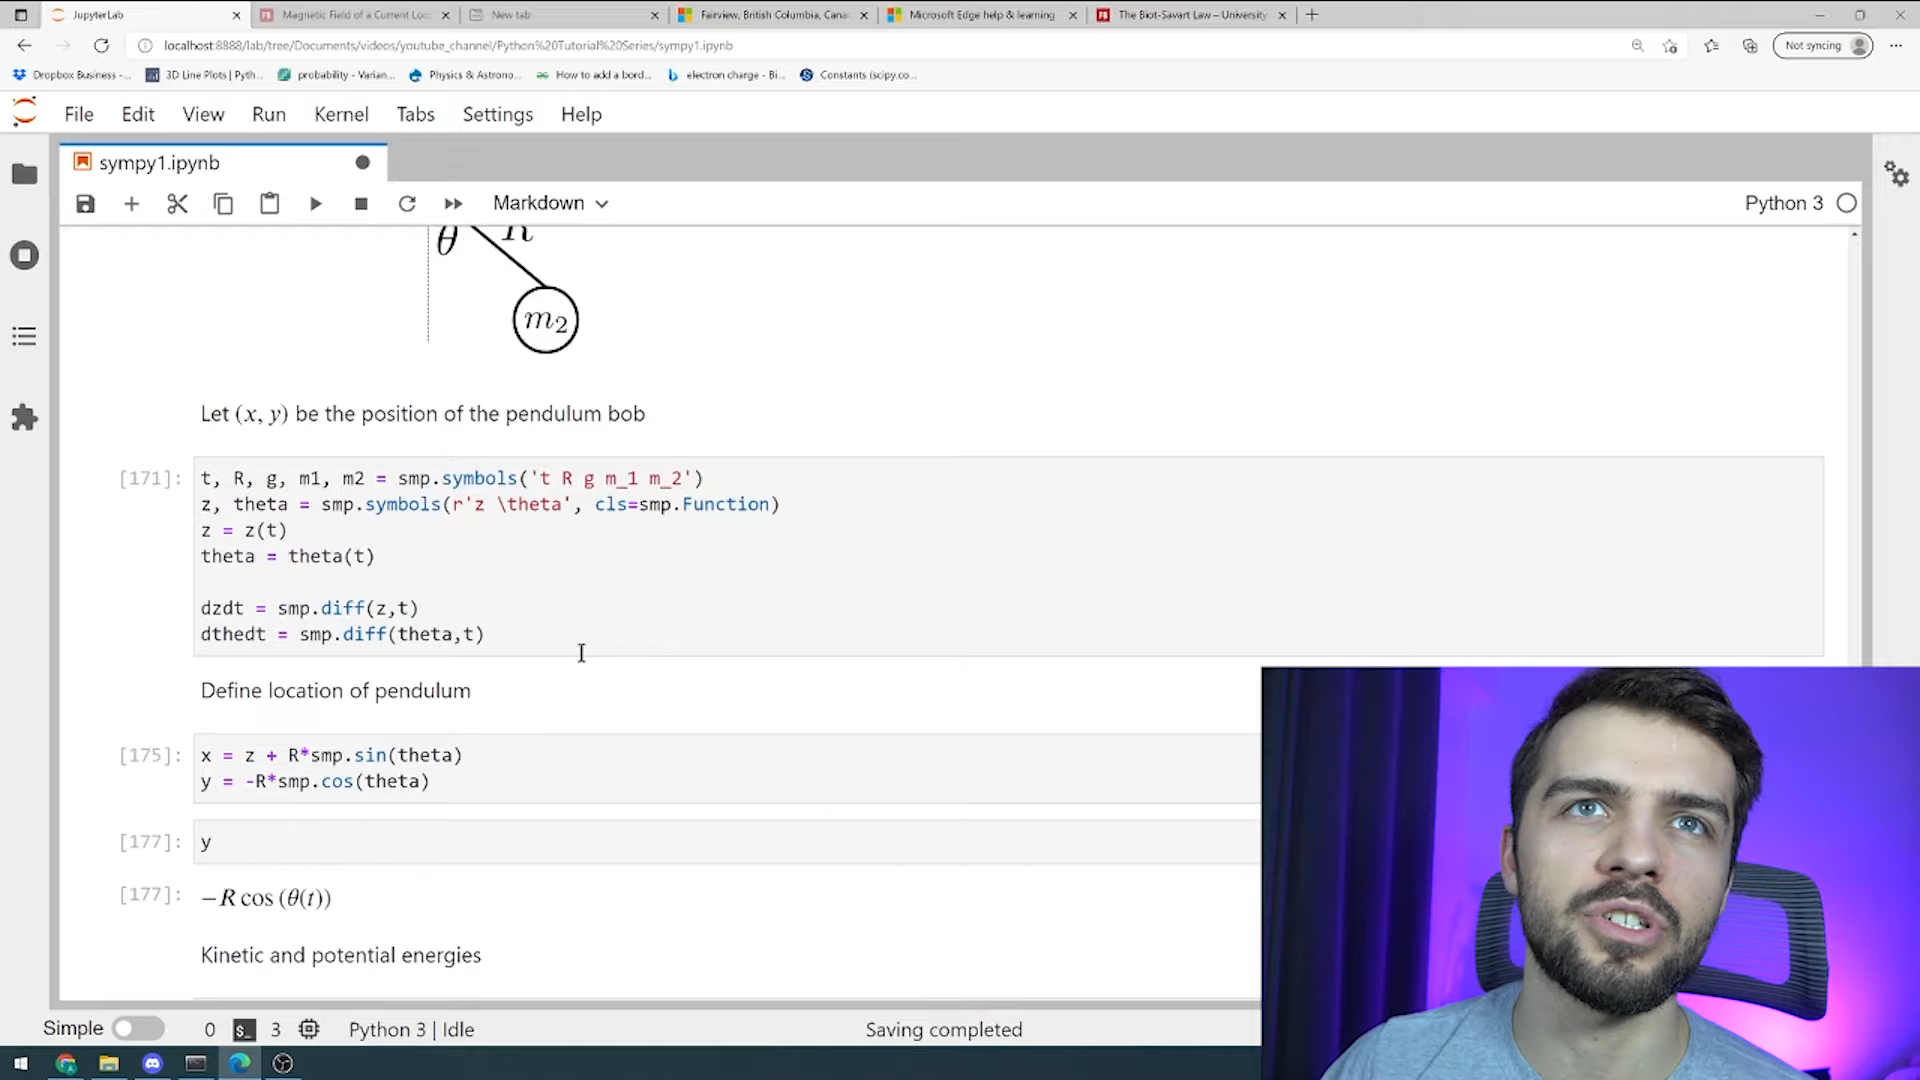 JupyterLab
Magnetic Field of a Current Loo
New tab
Fairview, British Columbia, Cana
Microsoft Edge help & learning
The Biot-Savart Law – University
localhost:8888/lab/tree/Documents/videos/youtube_channel/Python%20Tutorial%20Series/sympy1.ipynb
Not syncing
Dropbox Business -...
3D Line Plots | Pyth...
probability - Varian...
Physics & Astrono...
How to add a bord...
electron charge - Bi...
Constants (scipy.co...
File Edit View Run Kernel Tabs Settings Help
sympy1.ipynb
Markdown
Python 3
θ R
m₂
Let (x, y) be the position of the pendulum bob
[171]: t, R, g, m1, m2 = smp.symbols('t R g m_1 m_2')
z, theta = smp.symbols(r'z \theta', cls=smp.Function)
z = z(t)
theta = theta(t)
dzdt = smp.diff(z,t)
dthedt = smp.diff(theta,t)
Define location of pendulum
[175]: x = z + R*smp.sin(theta)
y = -R*smp.cos(theta)
[177]: y
[177]: −R cos (θ(t))
Kinetic and potential energies
Simple 0 $_ 3 Python 3 | Idle Saving completed